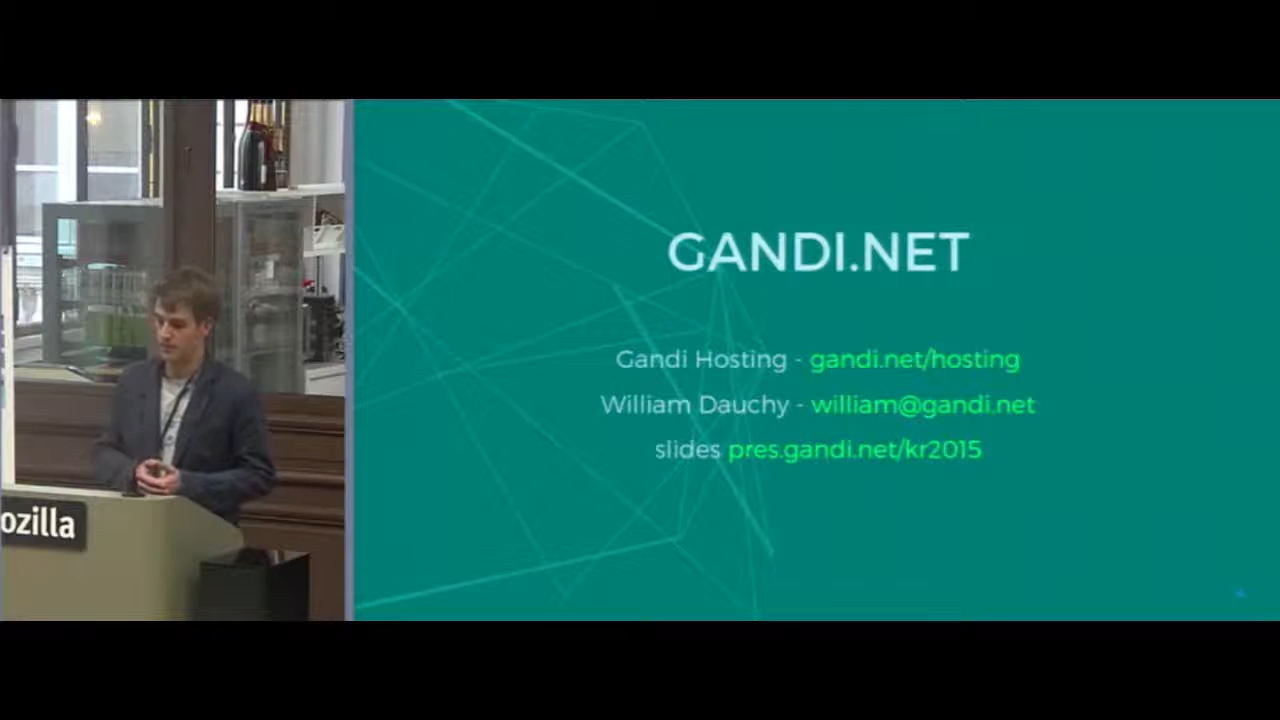 GANDI.NET
Gandi Hosting - gandi.net/hosting
William Dauchy - william@gandi.net
slides pres.gandi.net/kr2015
ozilla